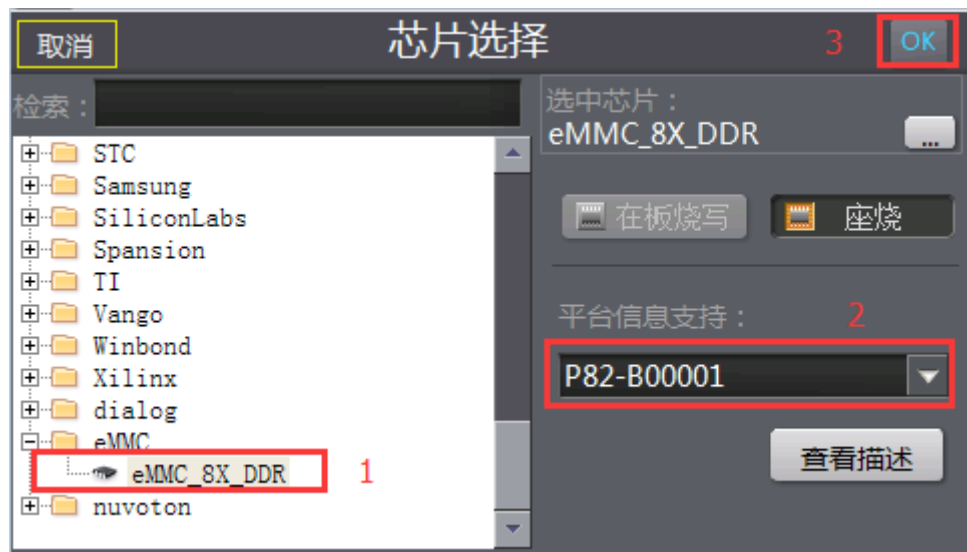 取消
芯片选择
3
OK
检索：
STC
Samsung
SiliconLabs
Spansion
TI
Vango
Winbond
Xilinx
dialog
eMMC
eMMC_8X_DDR
1
nuvoton
选中芯片：
eMMC_8X_DDR
...
在板烧写
座烧
平台信息支持：
2
P82-B00001
查看描述